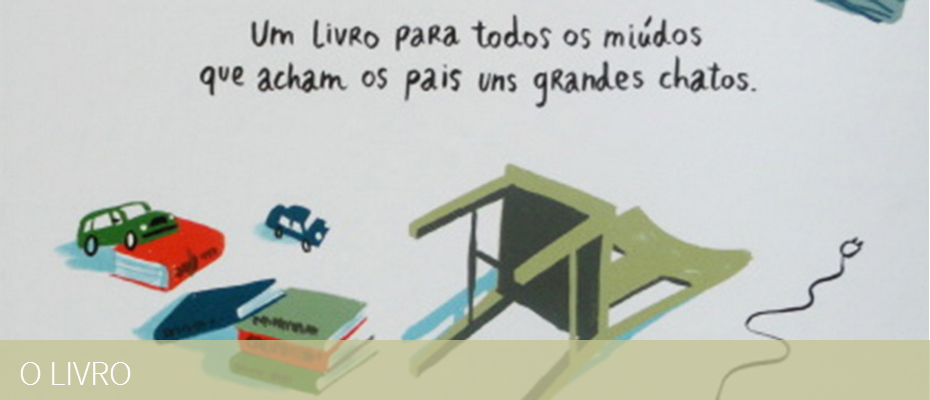 Um livro para todos os miúdos
que acham os pais uns grandes chatos.
O LIVRO